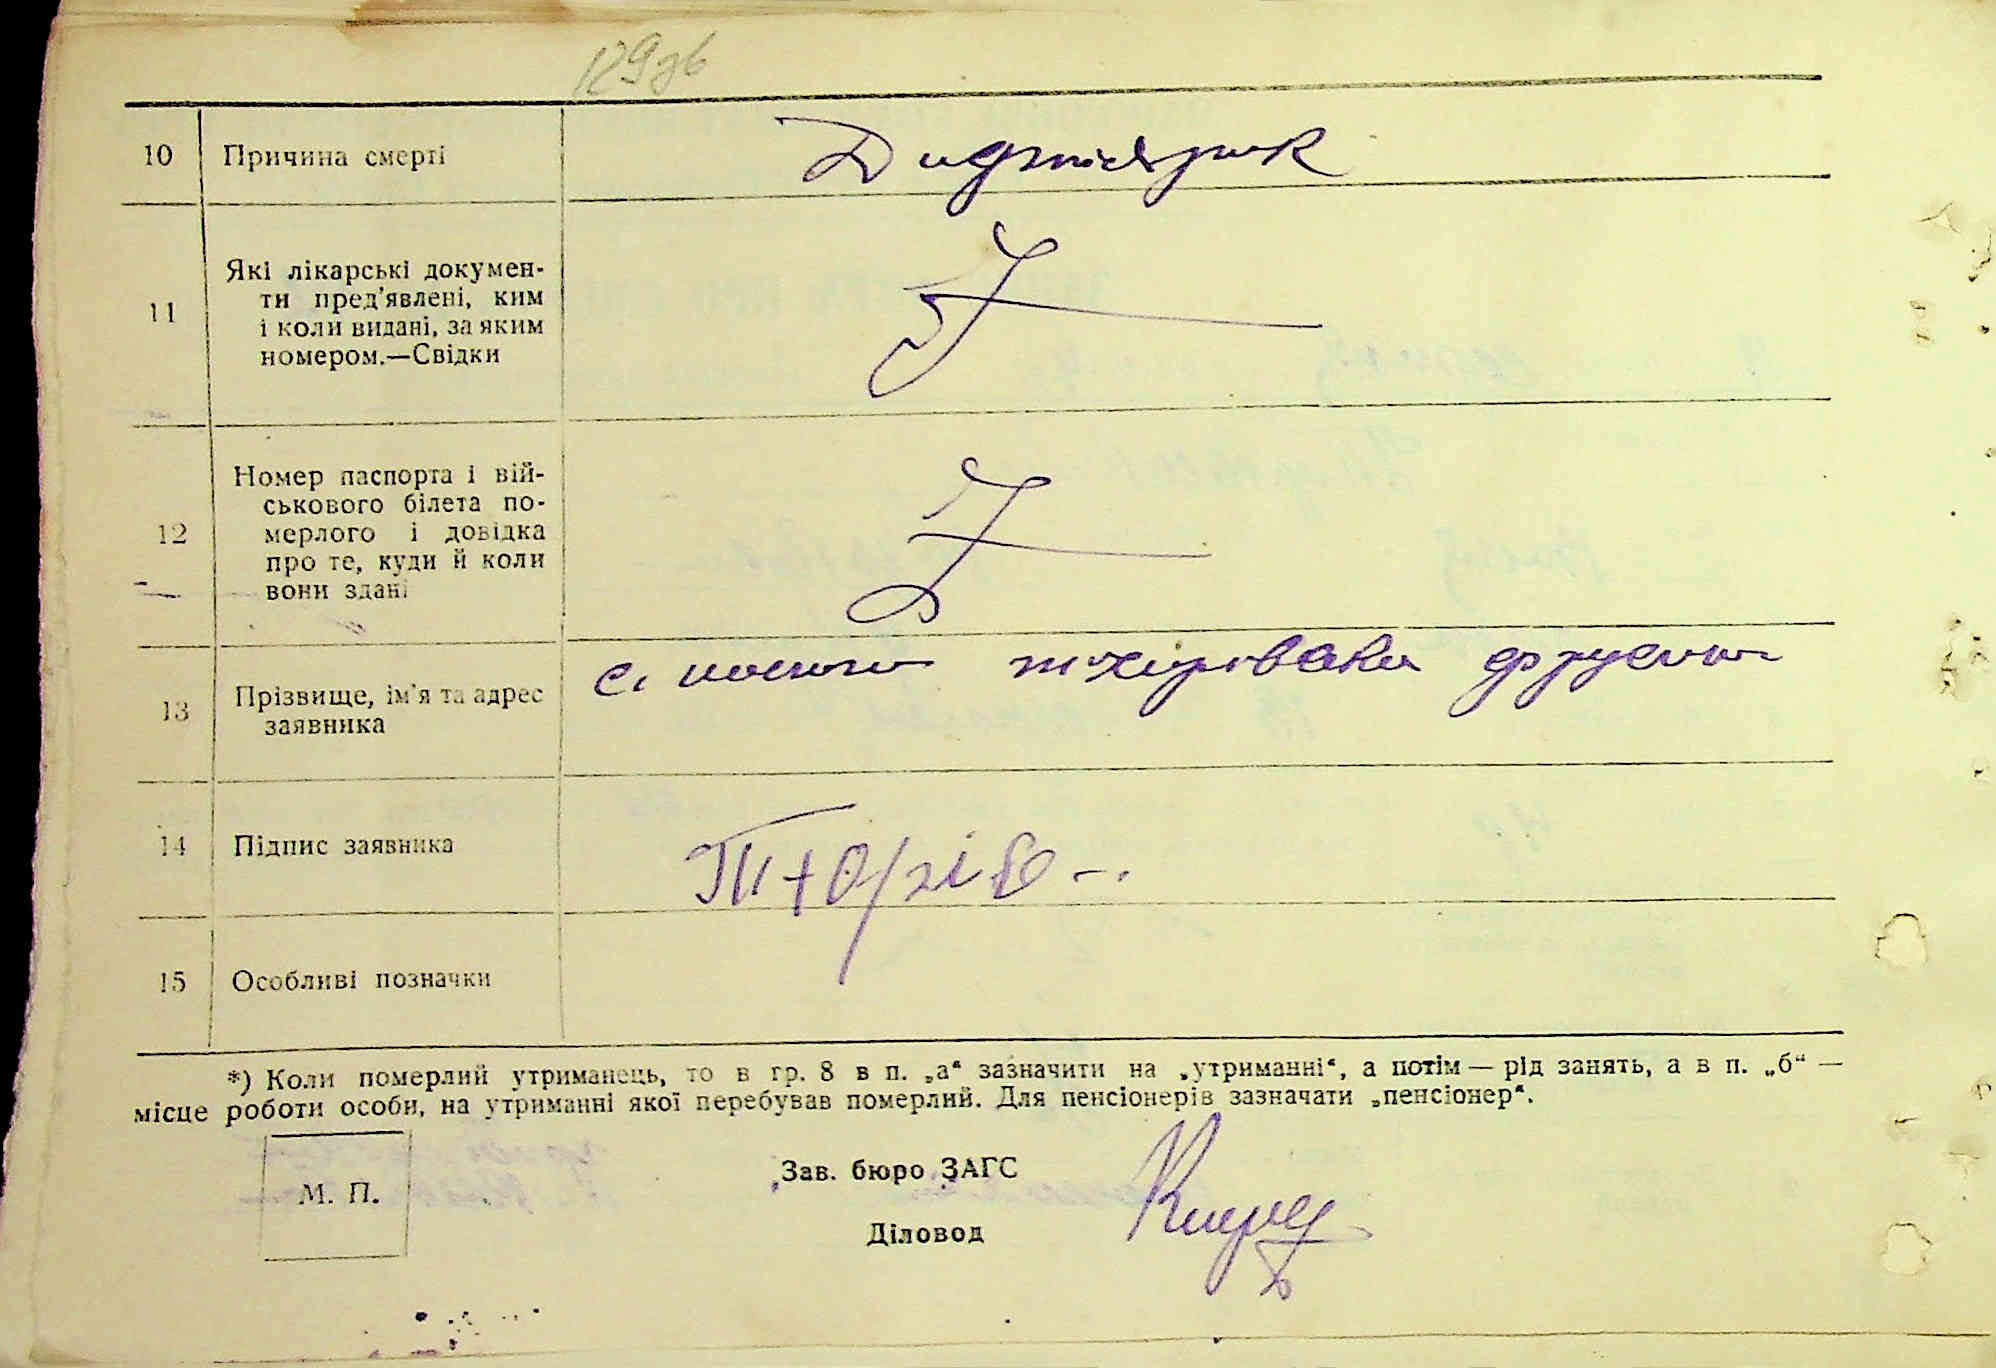 129зв
10 Причина смерті Дифтерик
11 Які лікарські докумен-
ти пред'явлені, ким
і коли видані, за яким
номером.—Свідки
12 Номер паспорта і вій-
ськового білета по-
мерлого і довідка
про те, куди й коли
вони здані
13 Прізвище, ім'я та адрес
заявника
14 Підпис заявника
15 Особливі позначки
*) Коли померлий утриманець, то в гр. 8 в п. „а“ зазначити на „утриманні“, а потім — рід занять, а в п. „б“ —
місце роботи особи, на утриманні якої перебував померлий. Для пенсіонерів зазначати „пенсіонер“.
М. П.
Зав. бюро ЗАГС
Діловод